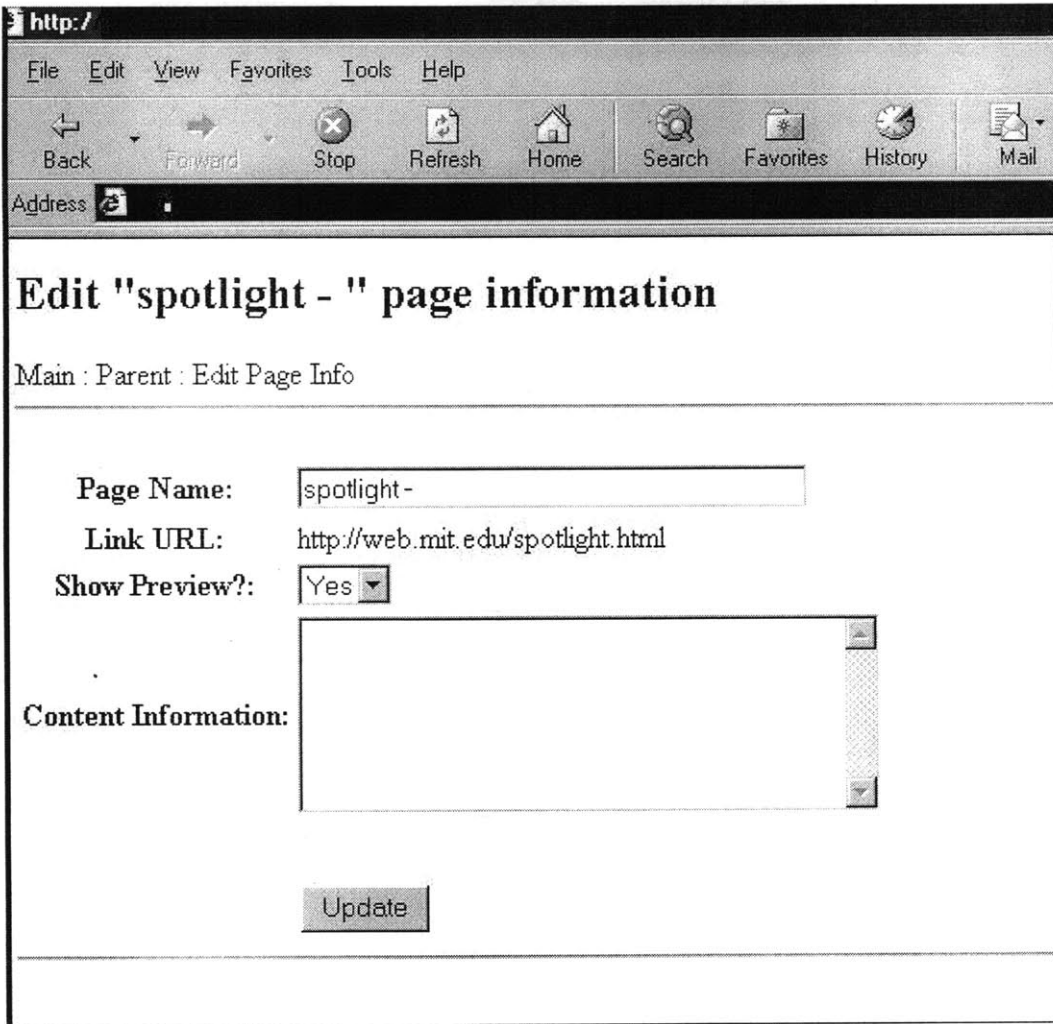 http:/
File Edit View Favorites Tools Help
Back Forward Stop Refresh Home Search Favorites History Mail
Address
Edit "spotlight - " page information
Main : Parent : Edit Page Info
Page Name: spotlight -
Link URL: http://web.mit.edu/spotlight.html
Show Preview?: Yes
Content Information:
Update